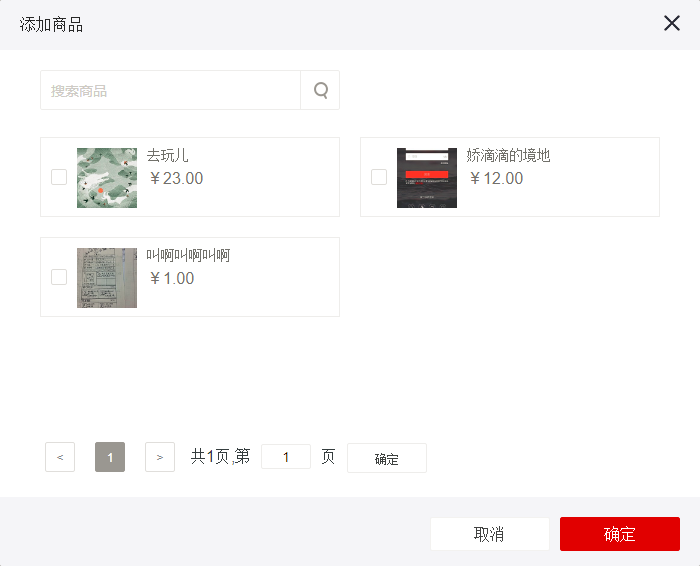 添加商品
搜索商品
去玩儿
￥23.00
娇滴滴的境地
￥12.00
叫啊叫啊叫啊
￥1.00
< 1 > 共1页,第 1 页 确定
取消 确定